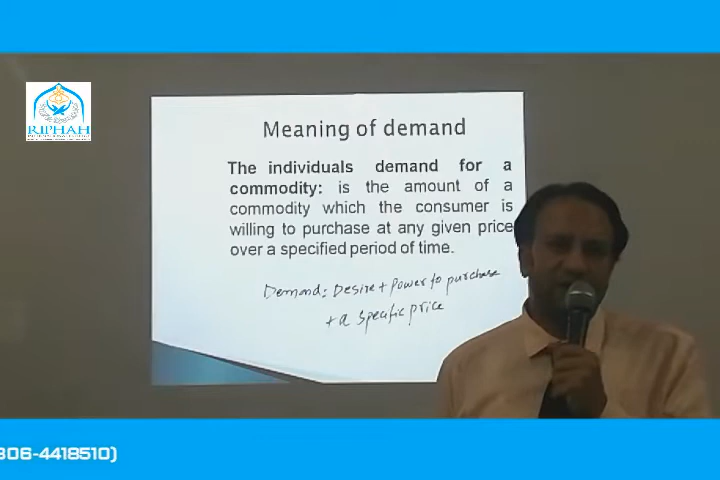 RIPHAH
Meaning of demand
The individuals demand for a
commodity: is the amount of a
commodity which the consumer is
willing to purchase at any given price
over a specified period of time.
Demand: Desire + Power to purchase
+ a specific price
306-4418510)